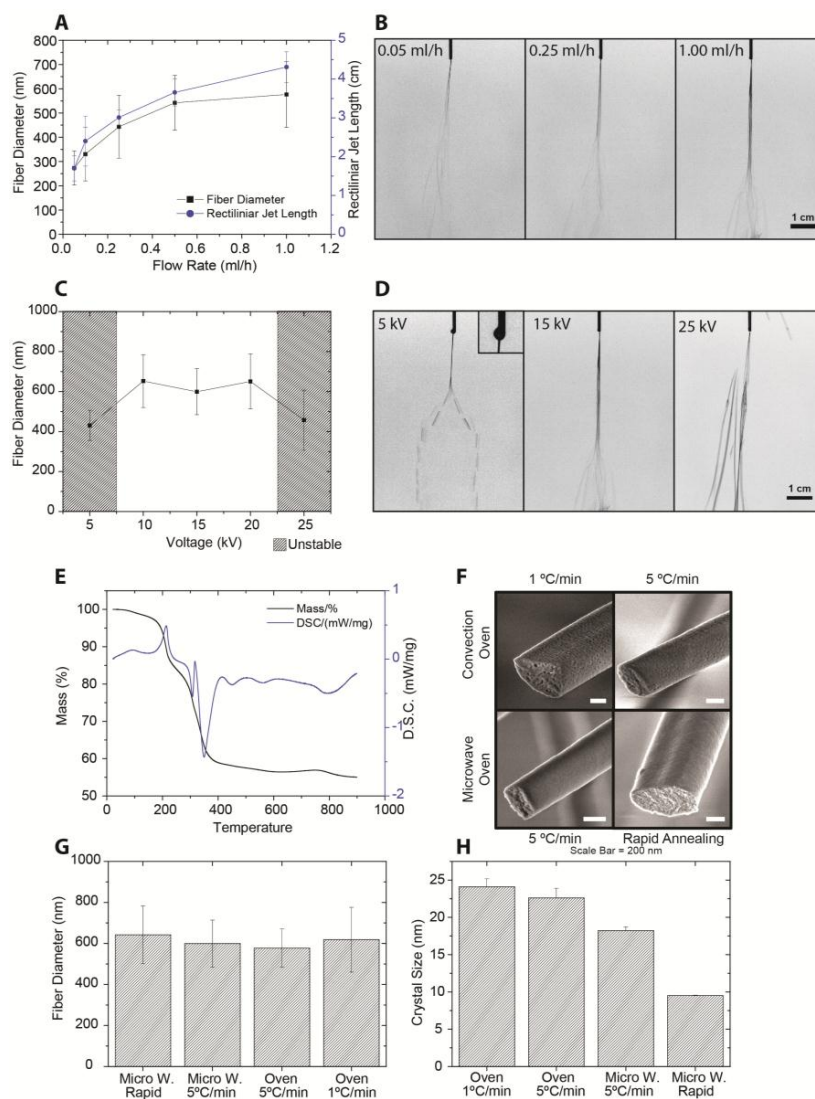 A
800
700
600
500
400
300
200
100
0
Fiber Diameter (nm)
5
4
3
2
1
0
Rectiliniar Jet Length (cm)
Fiber Diameter
Rectiliniar Jet Length
0.0 0.2 0.4 0.6 0.8 1.0
Flow Rate (ml/h)
B
0.05 ml/h
0.25 ml/h
1.00 ml/h
1 cm
C
1000
800
600
400
200
0
Fiber Diameter (nm)
5 10 15 20 25
Voltage (kV)
Unstable
D
5 kV
15 kV
25 kV
1 cm
E
100
90
80
70
60
50
Mass (%)
Mass/%
DSC/(mW/mg)
1
0
-1
-2
D.S.C. (mW/mg)
0 200 400 600 800 1000
Temperature
F
1 ºC/min
5 ºC/min
Convection
Oven
Microwave
Oven
5 ºC/min
Rapid Annealing
Scale Bar = 200 nm
G
1000
800
600
400
200
0
Fiber Diameter (nm)
Micro W.
Rapid
Micro W.
5ºC/min
Oven
5ºC/min
Oven
1ºC/min
H
25
20
15
10
5
0
Crystal Size (nm)
Oven
1ºC/min
Oven
5ºC/min
Micro W.
5ºC/min
Micro W.
Rapid